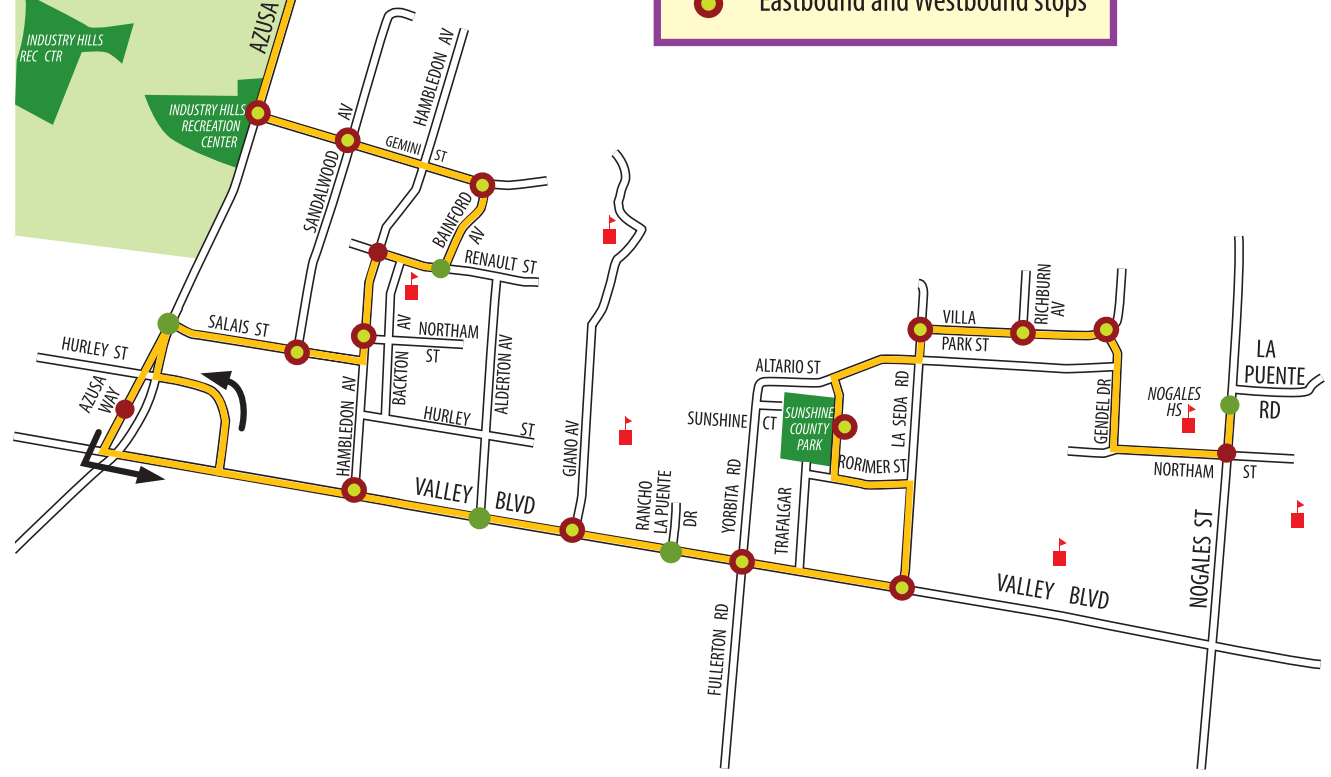 Eastbound and Westbound stops
AZUSA
INDUSTRY HILLS
REC CTR
INDUSTRY HILLS
RECREATION
CENTER
SANDALWOOD AV
HAMBLEDON AV
GEMINI ST
BAINFORD
AV
RENAULT ST
SALAIS ST
HURLEY ST
AZUSA
WAY
NORTHAM
ST
BACKTON AV
ALDERTON AV
HAMBLEDON AV
HURLEY ST
VALLEY BLVD
GIANO AV
RANCHO
LA PUENTE
DR
YORBITA RD
FULLERTON RD
TRAFALGAR
SUNSHINE
CT
SUNSHINE
COUNTY
PARK
ALTARIO ST
RORIMER ST
LA SEDA RD
VILLA
PARK ST
RICHBURN
AV
GENDEL DR
NOGALES
HS
LA
PUENTE
RD
NORTHAM ST
NOGALES ST
VALLEY BLVD